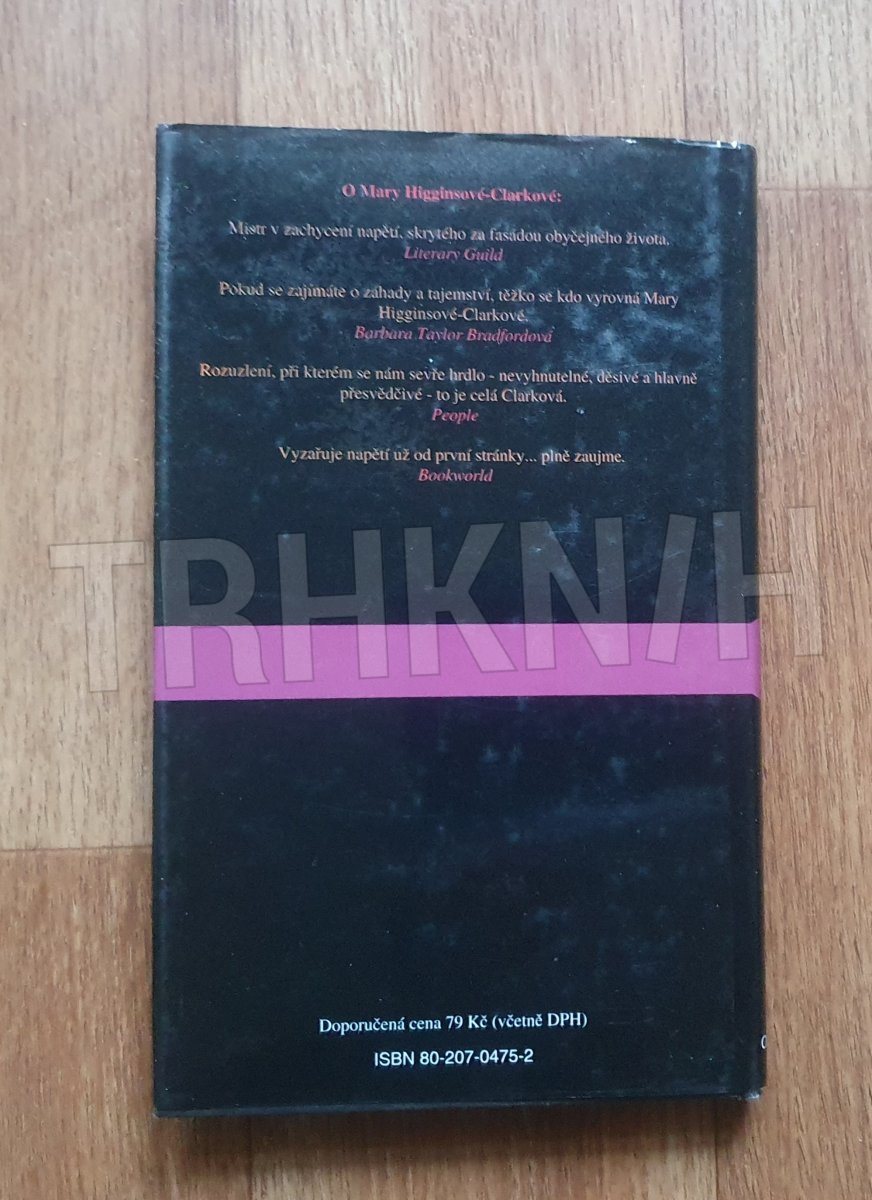 O Mary Higginsové-Clarkové:
Mistr v zachycení napětí, skrytého za fasádou obyčejného života.
Literary Guild
Pokud se zajímáte o záhady a tajemství, těžko se kdo vyrovná Mary
Higginsové-Clarkové.
Barbara Taylor Bradfordová
Rozuzlení, při kterém se nám sevře hrdlo - nevyhnutelné, děsivé a hlavně
přesvědčivé - to je celá Clarková.
People
Vyzařuje napětí už od první stránky... plně zaujme.
Bookworld
TRHKNIH
Doporučená cena 79 Kč (včetně DPH)
ISBN 80-207-0475-2